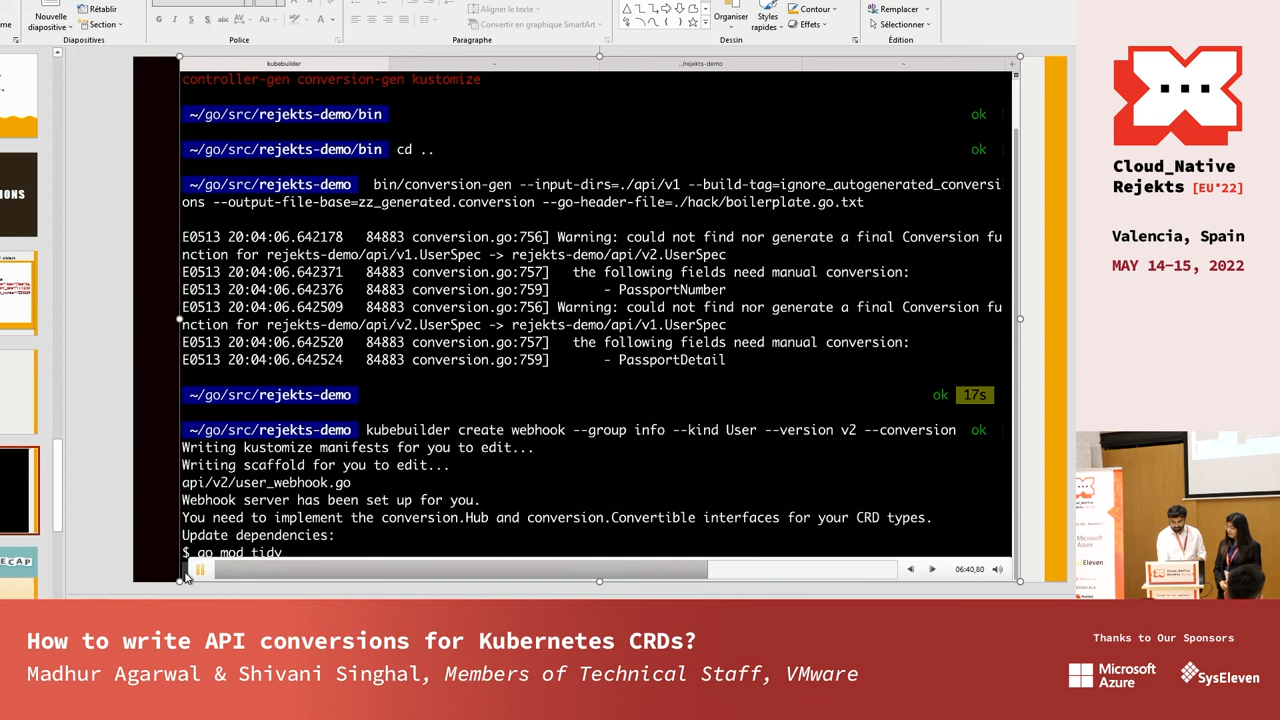 Nouvelle
diapositive
Rétablir
Section
Diapositives
G
I
S
S
abc
AV
Aa
A
Police
Aligner le texte
Convertir en graphique SmartArt
Paragraphe
Organiser
Styles
rapides
Contour
Effets
Dessin
Remplacer
Sélectionner
Édition
kubebuilder
~
../rejekts-demo
~
controller-gen conversion-gen kustomize
~/go/src/rejekts-demo/bin ok
~/go/src/rejekts-demo/bin cd .. ok
~/go/src/rejekts-demo bin/conversion-gen --input-dirs=./api/v1 --build-tag=ignore_autogenerated_conversi
ons --output-file-base=zz_generated.conversion --go-header-file=./hack/boilerplate.go.txt
E0513 20:04:06.642178 84883 conversion.go:756] Warning: could not find nor generate a final Conversion fu
nction for rejekts-demo/api/v1.UserSpec -> rejekts-demo/api/v2.UserSpec
E0513 20:04:06.642371 84883 conversion.go:757] the following fields need manual conversion:
E0513 20:04:06.642376 84883 conversion.go:759] - PassportNumber
E0513 20:04:06.642509 84883 conversion.go:756] Warning: could not find nor generate a final Conversion fu
nction for rejekts-demo/api/v2.UserSpec -> rejekts-demo/api/v1.UserSpec
E0513 20:04:06.642520 84883 conversion.go:757] the following fields need manual conversion:
E0513 20:04:06.642524 84883 conversion.go:759] - PassportDetail
~/go/src/rejekts-demo ok 17s
~/go/src/rejekts-demo kubebuilder create webhook --group info --kind User --version v2 --conversion ok
Writing kustomize manifests for you to edit...
Writing scaffold for you to edit...
api/v2/user_webhook.go
Webhook server has been set up for you.
You need to implement the conversion.Hub and conversion.Convertible interfaces for your CRD types.
Update dependencies:
$ go mod tidy
06:40,80
IONS
ECAP
Cloud_Native
Rejekts [EU*22]
Valencia, Spain
MAY 14-15, 2022
Microsoft
Azure
Eleven
Cloud_Native
Rejekts
How to write API conversions for Kubernetes CRDs?
Madhur Agarwal & Shivani Singhal, Members of Technical Staff, VMware
Thanks to Our Sponsors
Microsoft
Azure
SysEleven